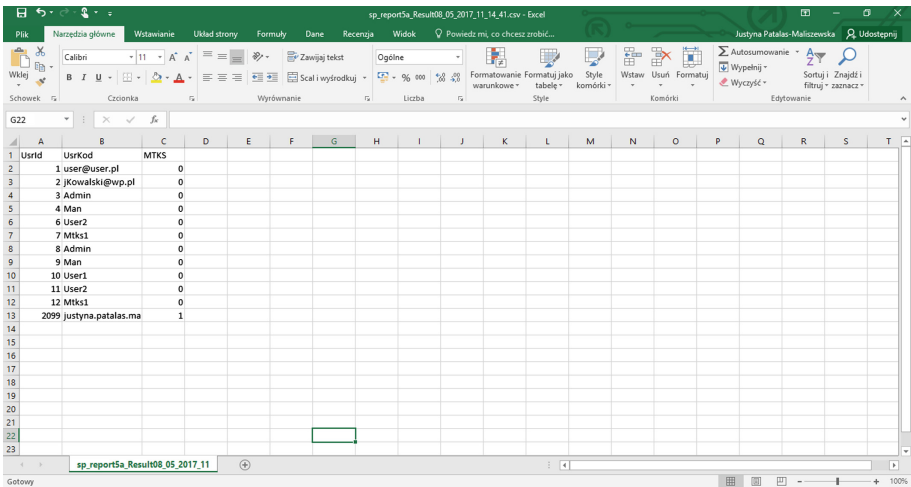 sp_report5a_Result08_05_2017_11_14_41.csv - Excel
Plik Narzędzia główne Wstawianie Układ strony Formuły Dane Recenzja Widok Powiedz mi, co chcesz zrobić... Justyna Patalas-Maliszewska Udostępnij
Wklej
Calibri 11
B I U A
Zawijaj tekst
Scal i wyśrodkuj
Ogólne
% 000
Formatowanie warunkowe
Formatuj jako tabelę
Style komórki
Wstaw Usuń Formatuj
Autosumowanie
Wypełnij
Wyczyść
Sortuj i filtruj
Znajdź i zaznacz
Schowek Czcionka Wyrównanie Liczba Style Komórki Edytowanie
G22 fx
A B C D E F G H I J K L M N O P Q R S T
1 UsrId UsrKod MTKS
2 1 user@user.pl 0
3 2 jKowalski@wp.pl 0
4 3 Admin 0
5 4 Man 0
6 6 User2 0
7 7 Mtks1 0
8 8 Admin 0
9 9 Man 0
10 10 User1 0
11 11 User2 0
12 12 Mtks1 0
13 2099 justyna.patalas.ma 1
14
15
16
17
18
19
20
21
22
23
sp_report5a_Result08_05_2017_11
Gotowy 100%